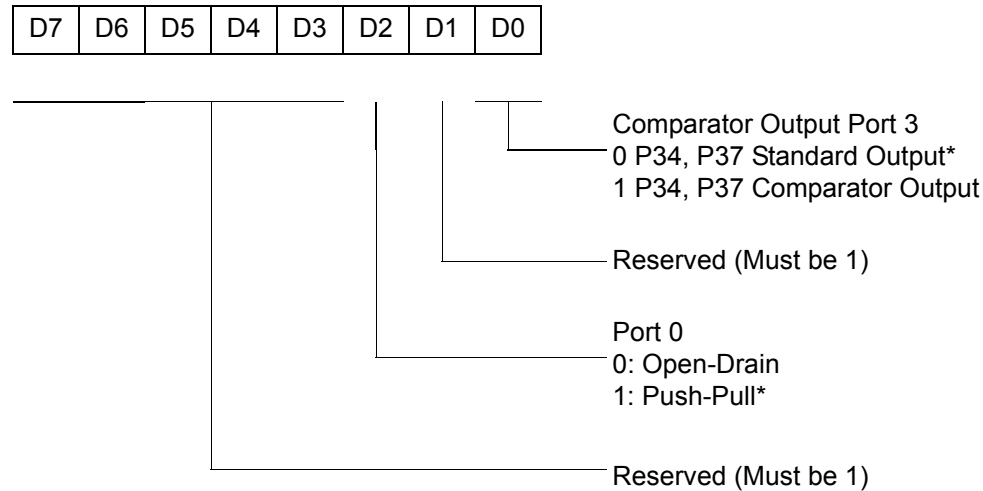 D7 D6 D5 D4 D3 D2 D1 D0
Comparator Output Port 3
0 P34, P37 Standard Output*
1 P34, P37 Comparator Output
Reserved (Must be 1)
Port 0
0: Open-Drain
1: Push-Pull*
Reserved (Must be 1)